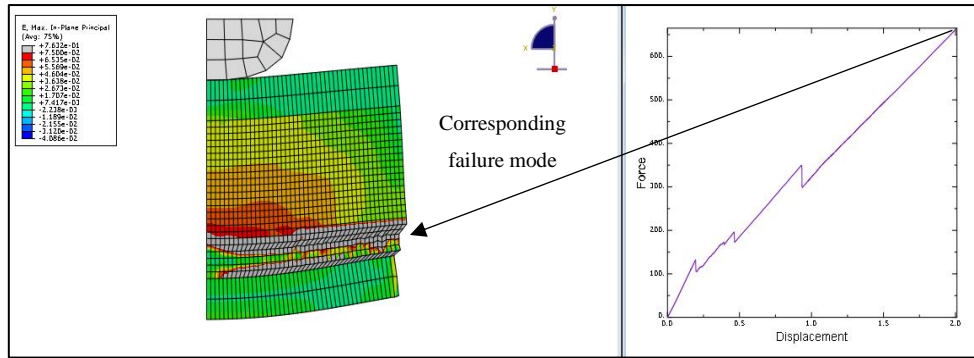 E, Max. In-Plane Principal
(Avg: 75%)
+7.632e-01
+7.500e-02
+6.535e-02
+5.569e-02
+4.604e-02
+3.638e-02
+2.673e-02
+1.707e-02
+7.417e-03
-2.238e-03
-1.189e-02
-2.155e-02
-3.120e-02
-4.086e-02
Y
X
Corresponding
failure mode
600.
500.
400.
300.
200.
100.
0.
Force
0.0 0.5 1.0 1.5 2.0
Displacement